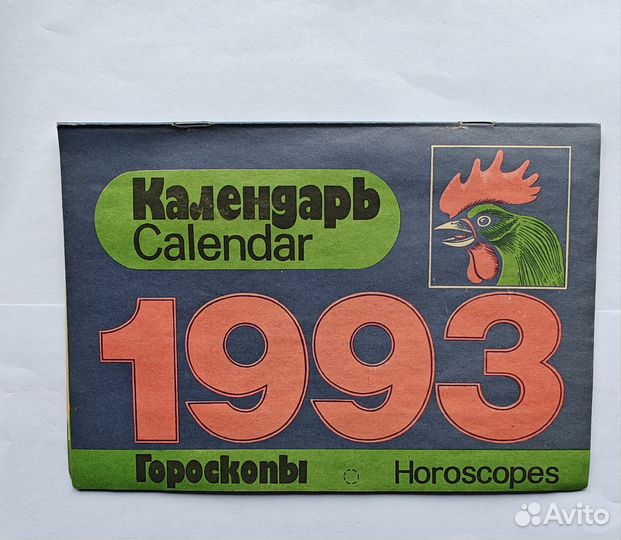 Календарь
Calendar
1993
Гороскопы Horoscopes
Avito